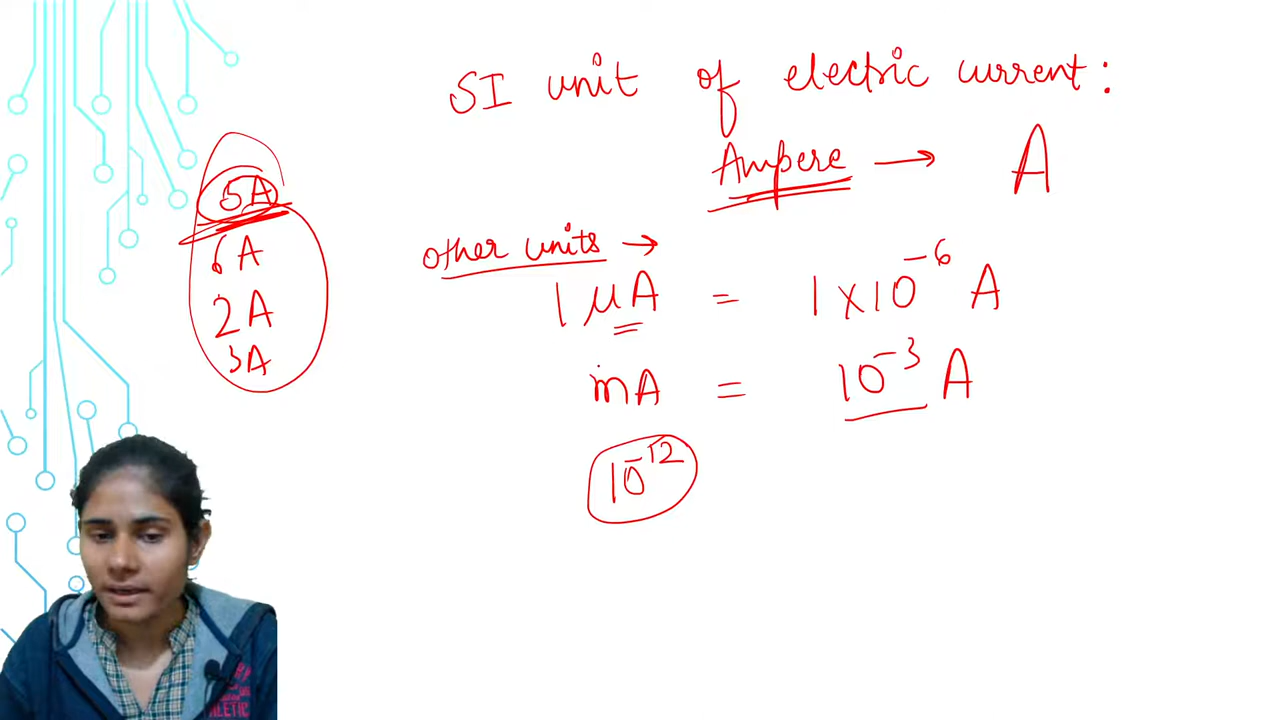 SI unit of electric current:
Ampere → A
5A
6A
2A
3A
other units →
1 μA = 1 × 10⁻⁶ A
mA = 10⁻³ A
10⁻¹²